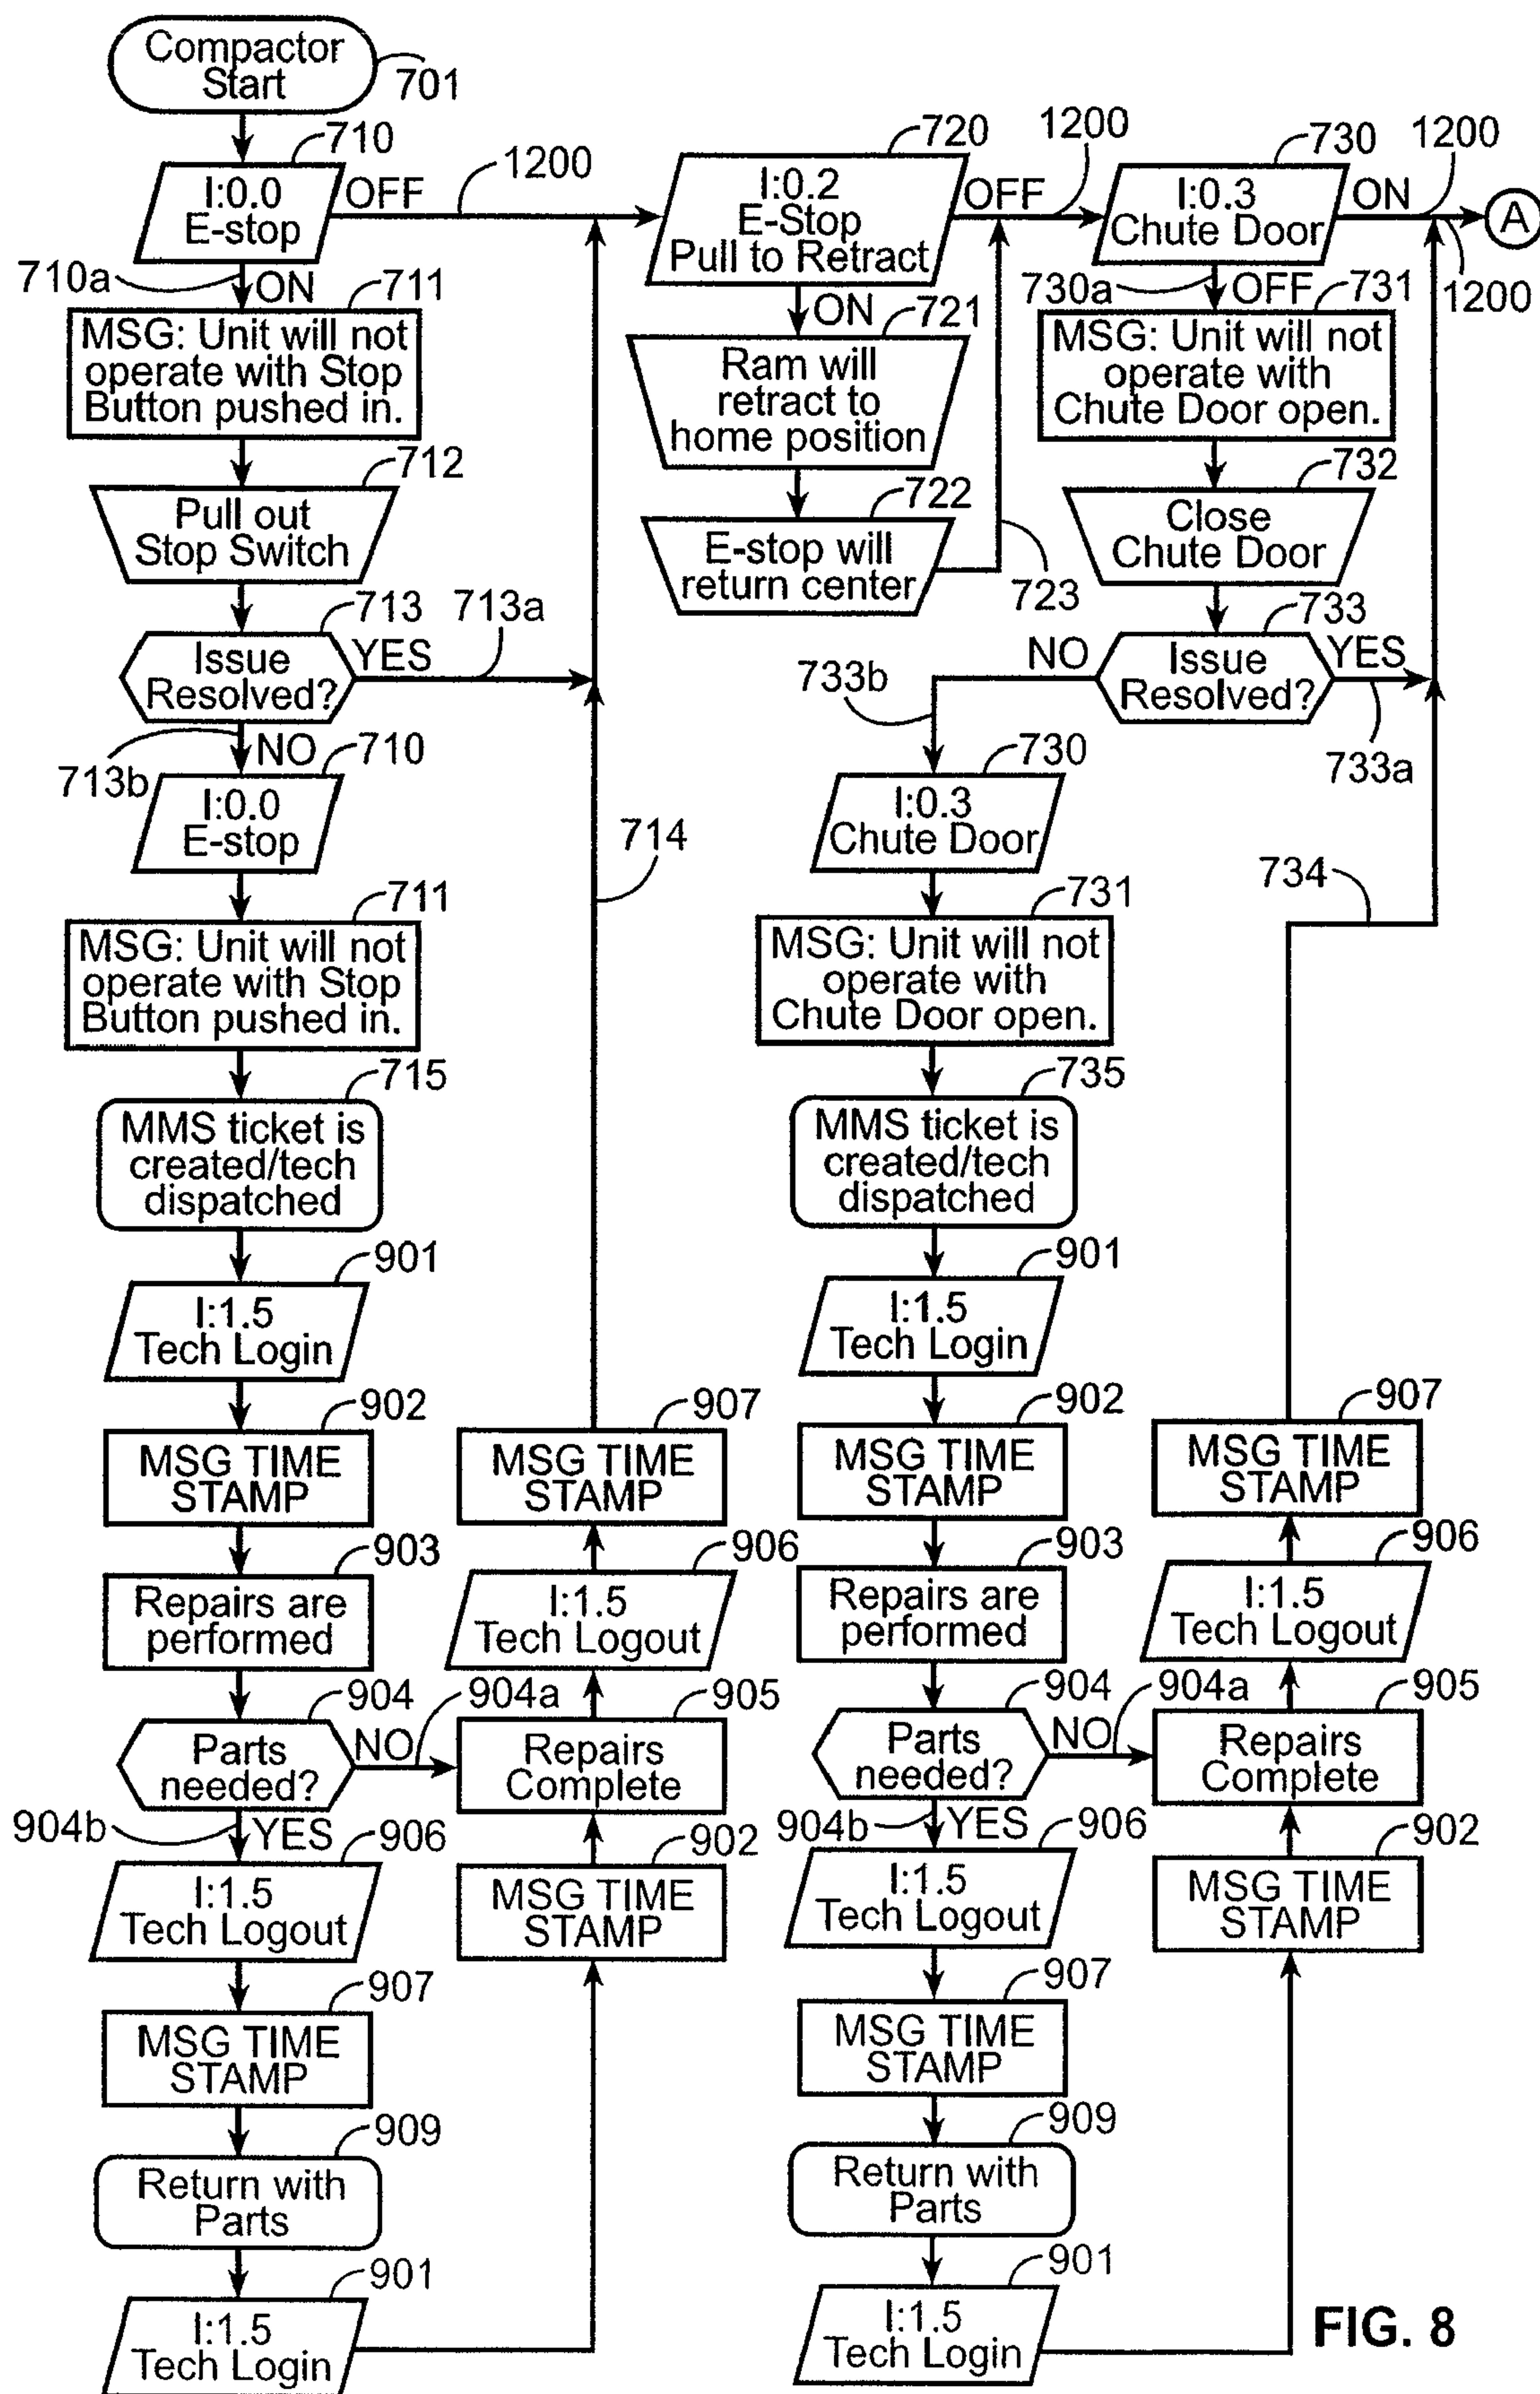 Compactor
Start
701
710
I:0.0
E-stop
OFF
1200
710a
ON
711
MSG: Unit will not
operate with Stop
Button pushed in.
712
Pull out
Stop Switch
713
Issue
Resolved?
YES
713a
713b
NO
710
I:0.0
E-stop
711
MSG: Unit will not
operate with Stop
Button pushed in.
715
MMS ticket is
created/tech
dispatched
901
I:1.5
Tech Login
902
MSG TIME
STAMP
903
Repairs are
performed
904
Parts
needed?
NO
904a
904b
YES
906
I:1.5
Tech Logout
907
MSG TIME
STAMP
909
Return with
Parts
901
I:1.5
Tech Login
902
MSG TIME
STAMP
905
Repairs
Complete
906
I:1.5
Tech Logout
907
MSG TIME
STAMP
714
720
I:0.2
E-Stop
Pull to Retract
OFF
1200
ON
721
Ram will
retract to
home position
722
E-stop will
return center
723
730
I:0.3
Chute Door
ON
1200
A
1200
730a
OFF
731
MSG: Unit will not
operate with
Chute Door open.
732
Close
Chute Door
733
Issue
Resolved?
YES
733a
NO
733b
730
I:0.3
Chute Door
731
MSG: Unit will not
operate with
Chute Door open.
735
MMS ticket is
created/tech
dispatched
901
I:1.5
Tech Login
902
MSG TIME
STAMP
903
Repairs are
performed
904
Parts
needed?
NO
904a
904b
YES
906
I:1.5
Tech Logout
907
MSG TIME
STAMP
909
Return with
Parts
901
I:1.5
Tech Login
902
MSG TIME
STAMP
905
Repairs
Complete
906
I:1.5
Tech Logout
907
MSG TIME
STAMP
734
FIG. 8